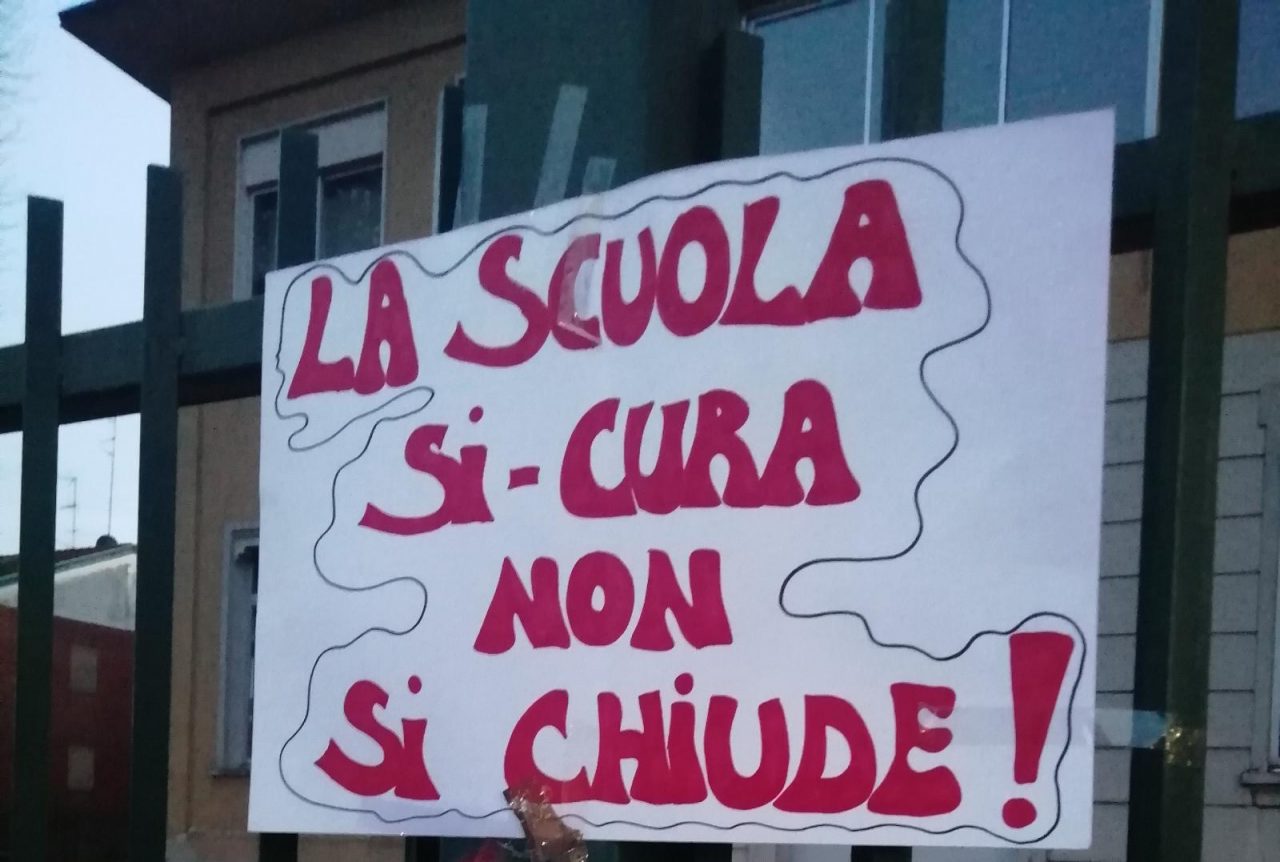 LA SCUOLA
Si-CURA
NON
Si CHiUDE!